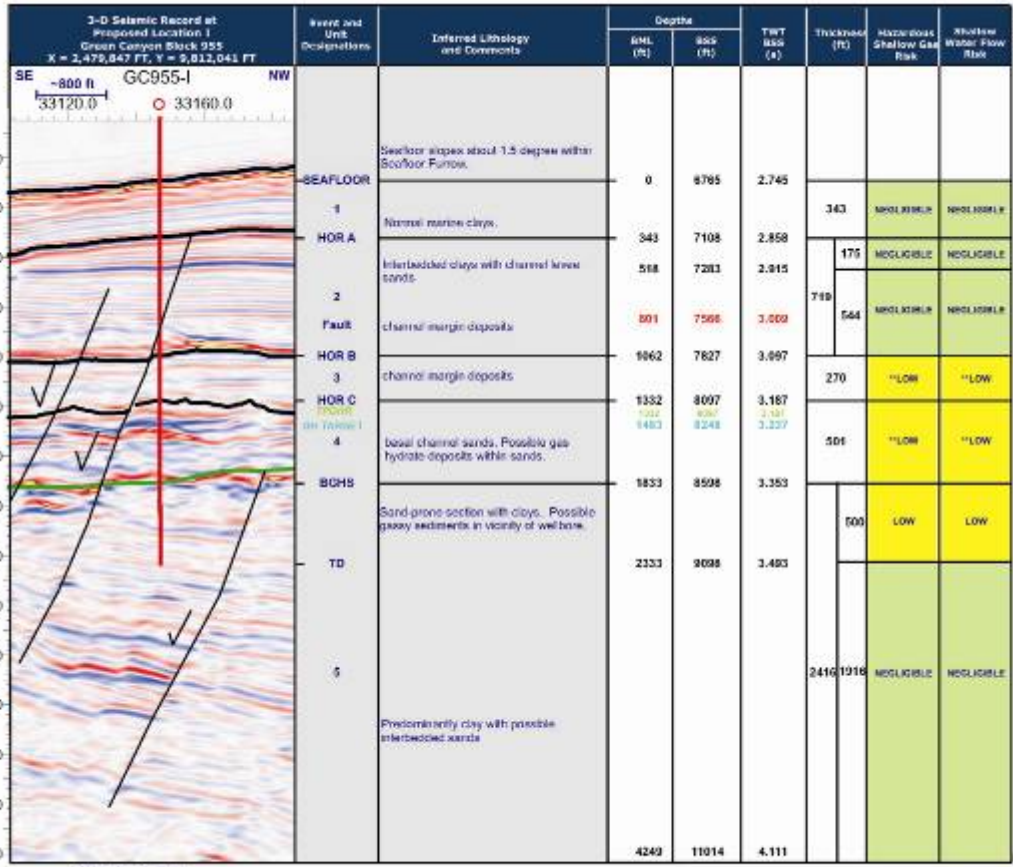 3-D Seismic Record at
Proposed Location I
Green Canyon Block 955
X = 2,479,847 FT, Y = 9,812,041 FT
Event and
Unit
Designations
Inferred Lithology
and Comments
Depths
BML
(ft)
BSS
(ft)
TWT
BSS
(s)
Thickness
(ft)
Hazardous
Shallow Gas
Risk
Shallow
Water Flow
Risk
SE ~800 ft GC955-I NW
33120.0 33160.0
Seafloor slopes about 1.5 degree within
Seafloor Furrow.
SEAFLOOR 0 6765 2.745
1 Normal marine clays. 343 NEGLIGIBLE NEGLIGIBLE
HOR A 343 7108 2.858
175 NEGLIGIBLE NEGLIGIBLE
Interbedded clays with channel levee
sands
518 7283 2.915
2 719
544 NEGLIGIBLE NEGLIGIBLE
Fault channel margin deposits 801 7566 3.009
HOR B 1062 7827 3.097
3 channel margin deposits 270 **LOW **LOW
HOR C 1332 8097 3.187
1332 8097 3.187
GH TARGET 1483 8248 3.237
4 basal channel sands. Possible gas
hydrate deposits within sands.
501 **LOW **LOW
BGHS 1833 8598 3.353
Sand-prone section with clays. Possible
gassy sediments in vicinity of wellbore.
500 LOW LOW
TD 2333 9098 3.493
5 2416 1916 NEGLIGIBLE NEGLIGIBLE
Predominantly clay with possible
interbedded sands
4249 11014 4.111